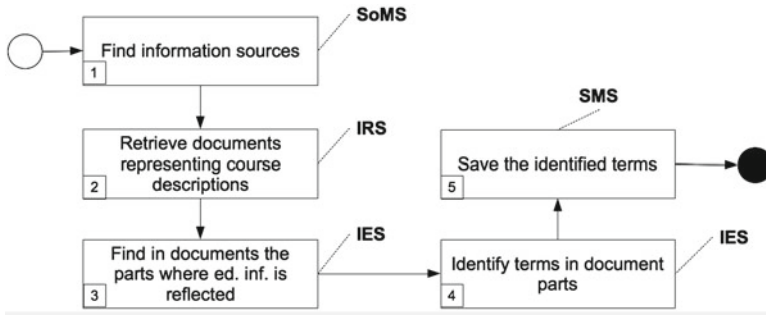 SoMS
Find information sources
1
IRS
Retrieve documents
representing course
descriptions
2
IES
Find in documents the
parts where ed. inf. is
reflected
3
IES
Identify terms in document
parts
4
SMS
Save the identified terms
5